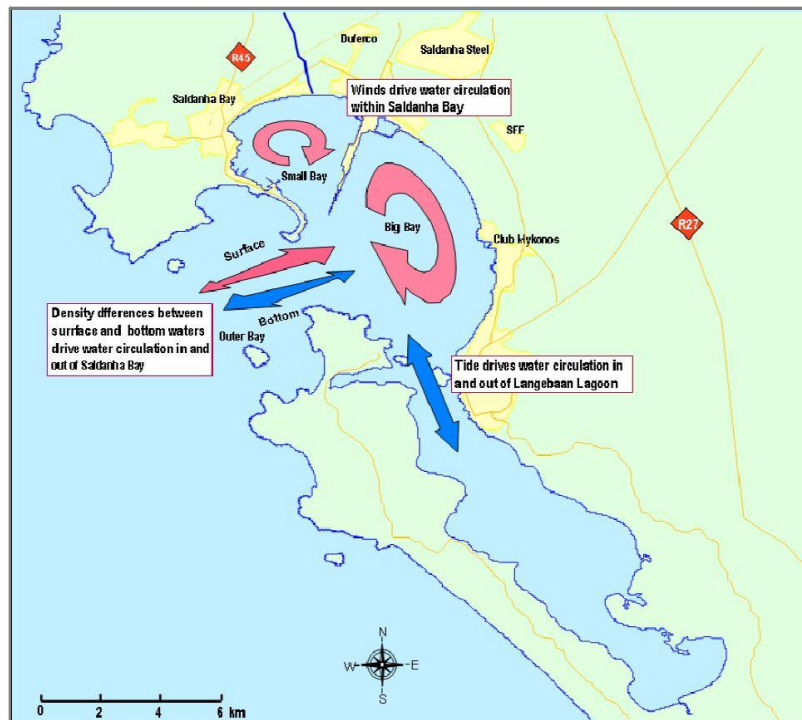 Duferco
Saldanha Steel
R45
Winds drive water circulation
within Saldanha Bay
Saldanha Bay
SFF
Small Bay
Big Bay
R27
Club Mykonos
Surface
Bottom
Density dfferences between
surrface and bottom waters
drive water circulation in and
out of Saldanha Bay
Outer Bay
Tide drives water circulation in
and out of Langebaan Lagoon
N
W
E
S
0 2 4 6 km